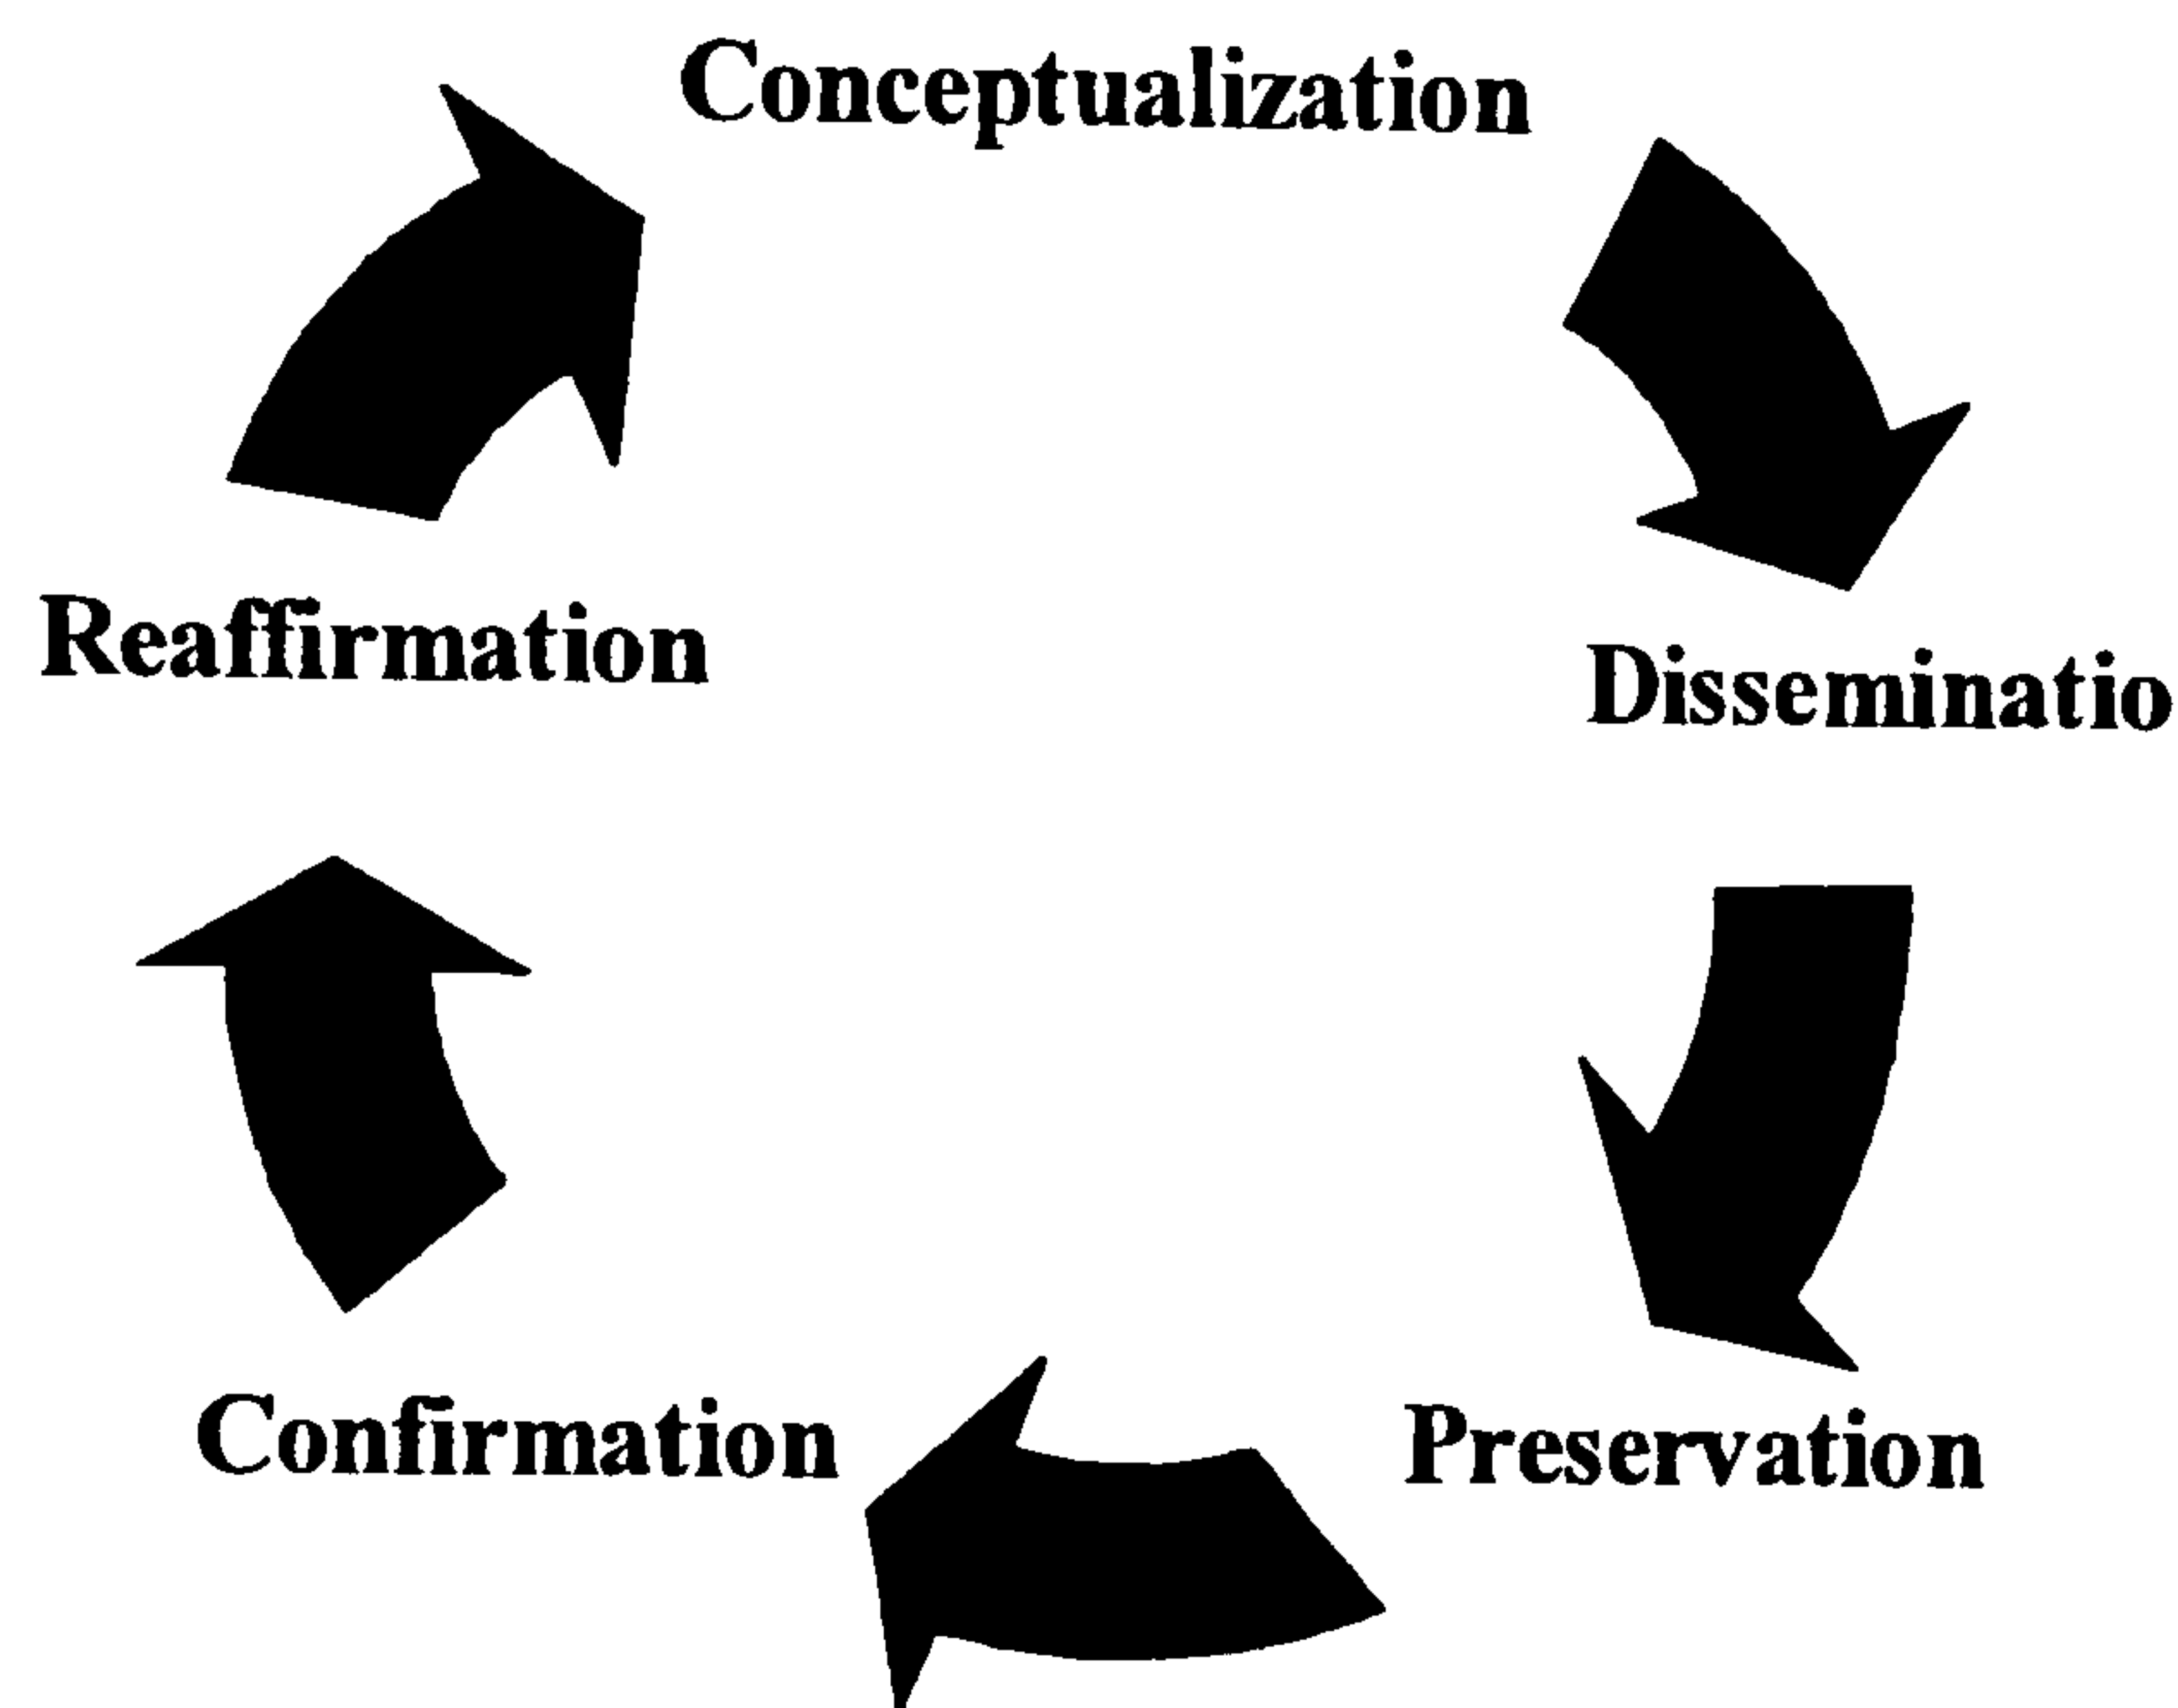 Conceptualization
Reaffirmation
Disseminatio
Confirmation
Preservation